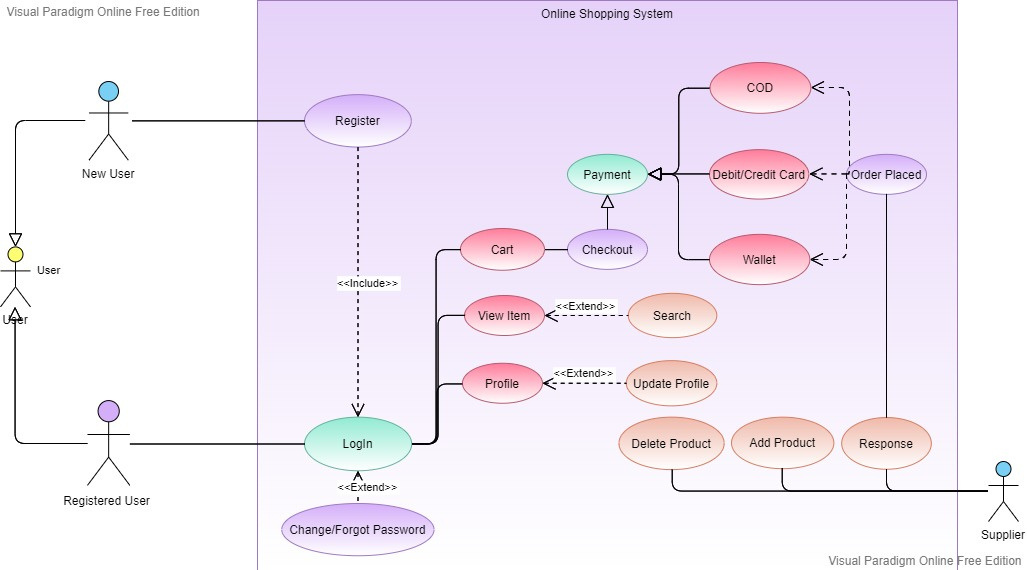 Visual Paradigm Online Free Edition
Online Shopping System
COD
Register
New User
Payment
Debit/Credit Card
Order Placed
Cart
Checkout
Wallet
User
User
<<Include>>
<<Extend>>
View Item
Search
<<Extend>>
Profile
Update Profile
LogIn
Delete Product
Add Product
Response
<<Extend>>
Registered User
Change/Forgot Password
Supplier
Visual Paradigm Online Free Edition